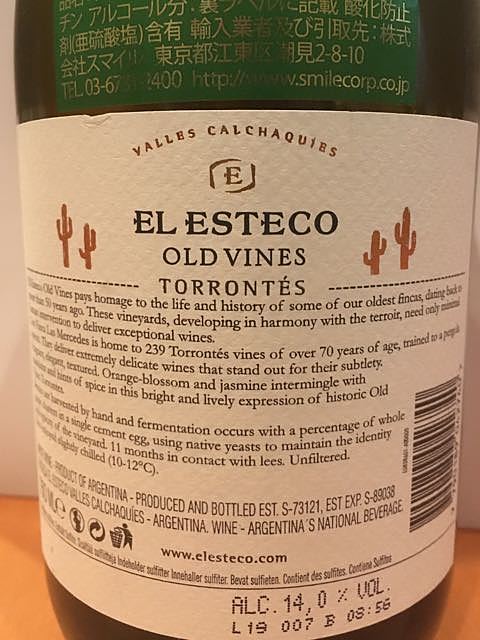 チン アルコール分:裏ラベルに記載 酸化防止
剤(亜硫酸塩)含有 輸入業者及び引取先:株式
会社スマイル 東京都江東区潮見2-8-10
TEL.03-67 2400 http://www.smilecorp.co.jp
VALLES CALCHAQUÍES
E
EL ESTECO
OLD VINES
TORRONTÉS
Old Vines pays homage to the life and history of some of our oldest fincas, dating back to
than 50 years ago. These vineyards, developing in harmony with the terroir, need only minimal
intervention to deliver exceptional wines.
Finca Las Mercedes is home to 239 Torrontés vines of over 70 years of age, trained to a pergola
They deliver extremely delicate wines that stand out for their subtlety.
elegant, textured. Orange-blossom and jasmine intermingle with
and hints of spice in this bright and lively expression of historic Old
Torrontés.
are harvested by hand and fermentation occurs with a percentage of whole
clusters in a single cement egg, using native yeasts to maintain the identity
of the vineyard. 11 months in contact with lees. Unfiltered.
slightly chilled (10-12°C).
WINE - PRODUCT OF ARGENTINA - PRODUCED AND BOTTLED EST. S-73121, EST EXP. S-89038
ESTECO VALLES CALCHAQUÍES - ARGENTINA. WINE - ARGENTINA´S NATIONAL BEVERAGE.
www.elesteco.com
sulfiitteja Indeholder sulfitter Innehaller sulfiter. Bevat sulfieten. Contient des sulfites. Contiene Sulfitos
ALC.14,0 % VOL.
L19 007 B 08:56